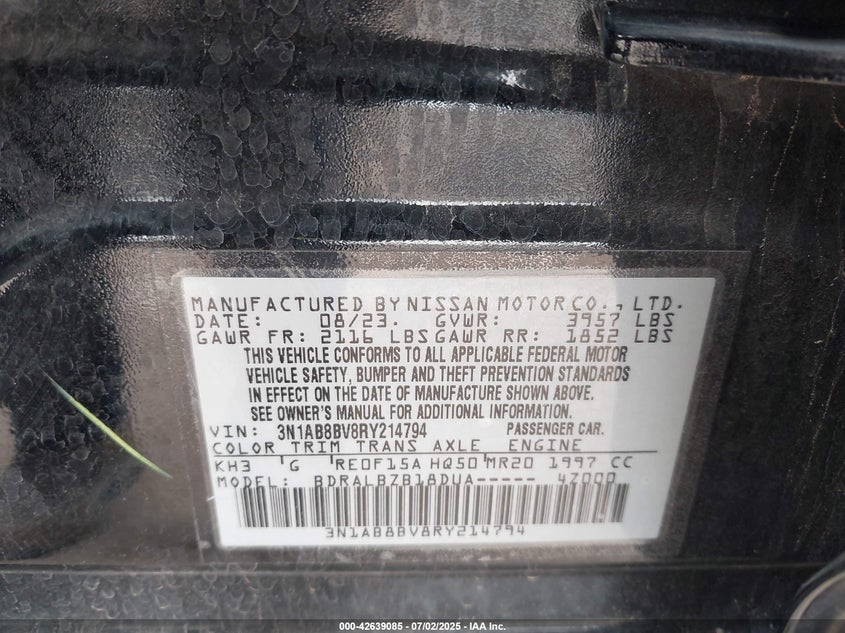 MANUFACTURED BY NISSAN MOTOR CO., LTD.
DATE: 08/23. GVWR: 3957 LBS
GAWR FR: 2116 LBS GAWR RR: 1852 LBS
THIS VEHICLE CONFORMS TO ALL APPLICABLE FEDERAL MOTOR
VEHICLE SAFETY, BUMPER AND THEFT PREVENTION STANDARDS
IN EFFECT ON THE DATE OF MANUFACTURE SHOWN ABOVE.
SEE OWNER'S MANUAL FOR ADDITIONAL INFORMATION.
VIN: 3N1AB8BV8RY214794 PASSENGER CAR.
COLOR TRIM TRANS AXLE ENGINE
KH3 G RE0F15A HQ50 MR20 1997 CC
MODEL: BDRALBZB18DUA----- 4Z000
3N1AB8BV8RY214794
000-42639085 - 07/02/2025 - IAA Inc.